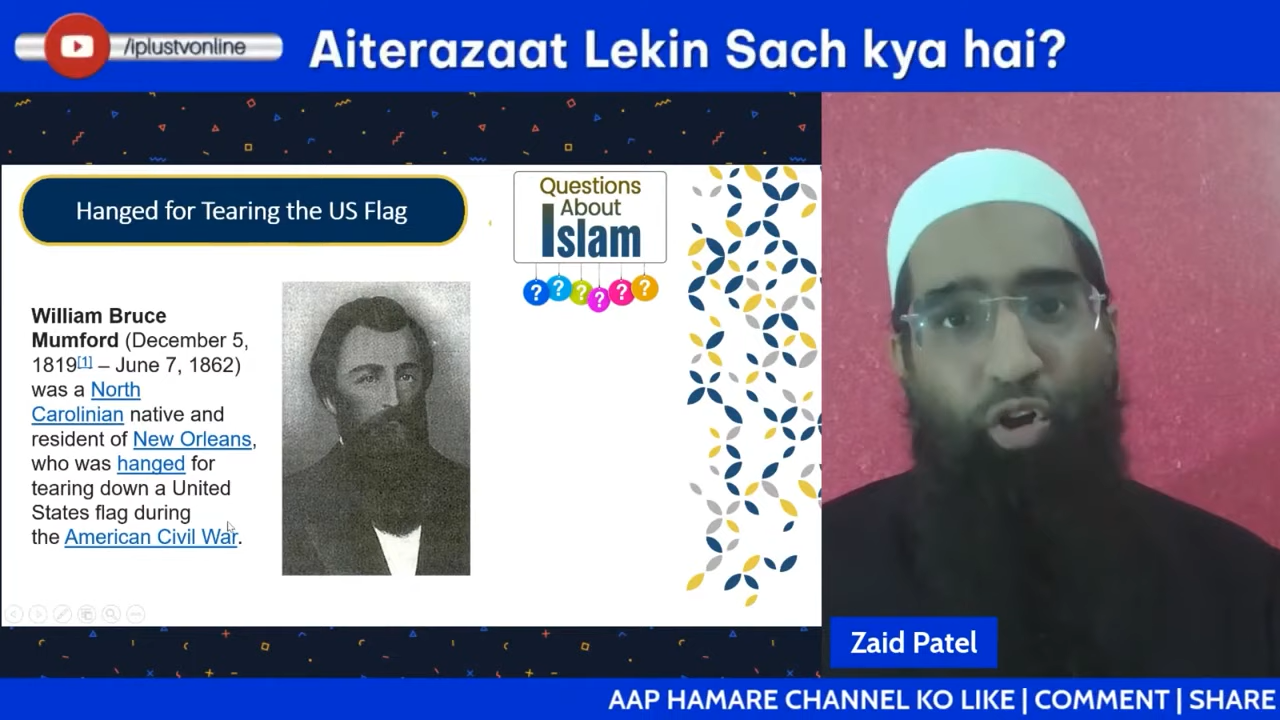 /iplustvonline
Aiterazaat Lekin Sach kya hai?
Hanged for Tearing the US Flag
Questions
About
Islam
? ? ? ? ? ?
William Bruce
Mumford (December 5,
1819[1] – June 7, 1862)
was a North
Carolinian native and
resident of New Orleans,
who was hanged for
tearing down a United
States flag during
the American Civil War.
Zaid Patel
AAP HAMARE CHANNEL KO LIKE | COMMENT | SHARE